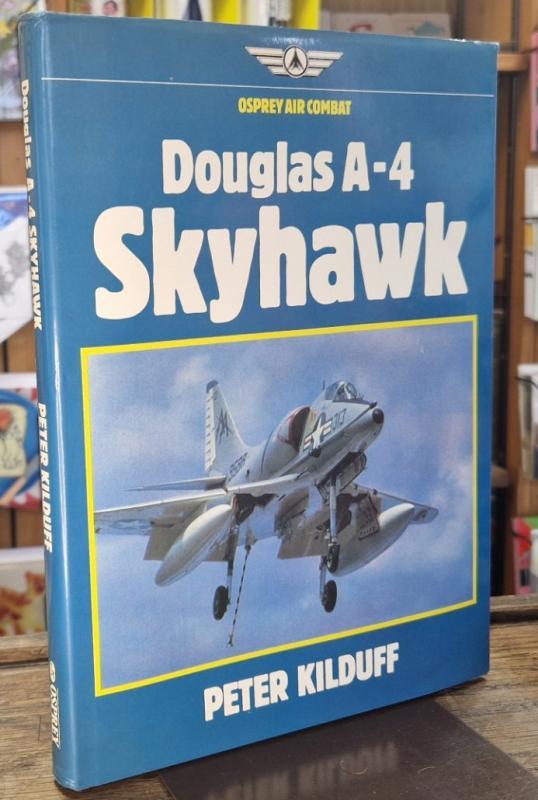 OSPREY AIR COMBAT
Douglas A-4
Skyhawk
PETER KILDUFF
Douglas A-4 SKYHAWK
PETER KILDUFF
OSPREY